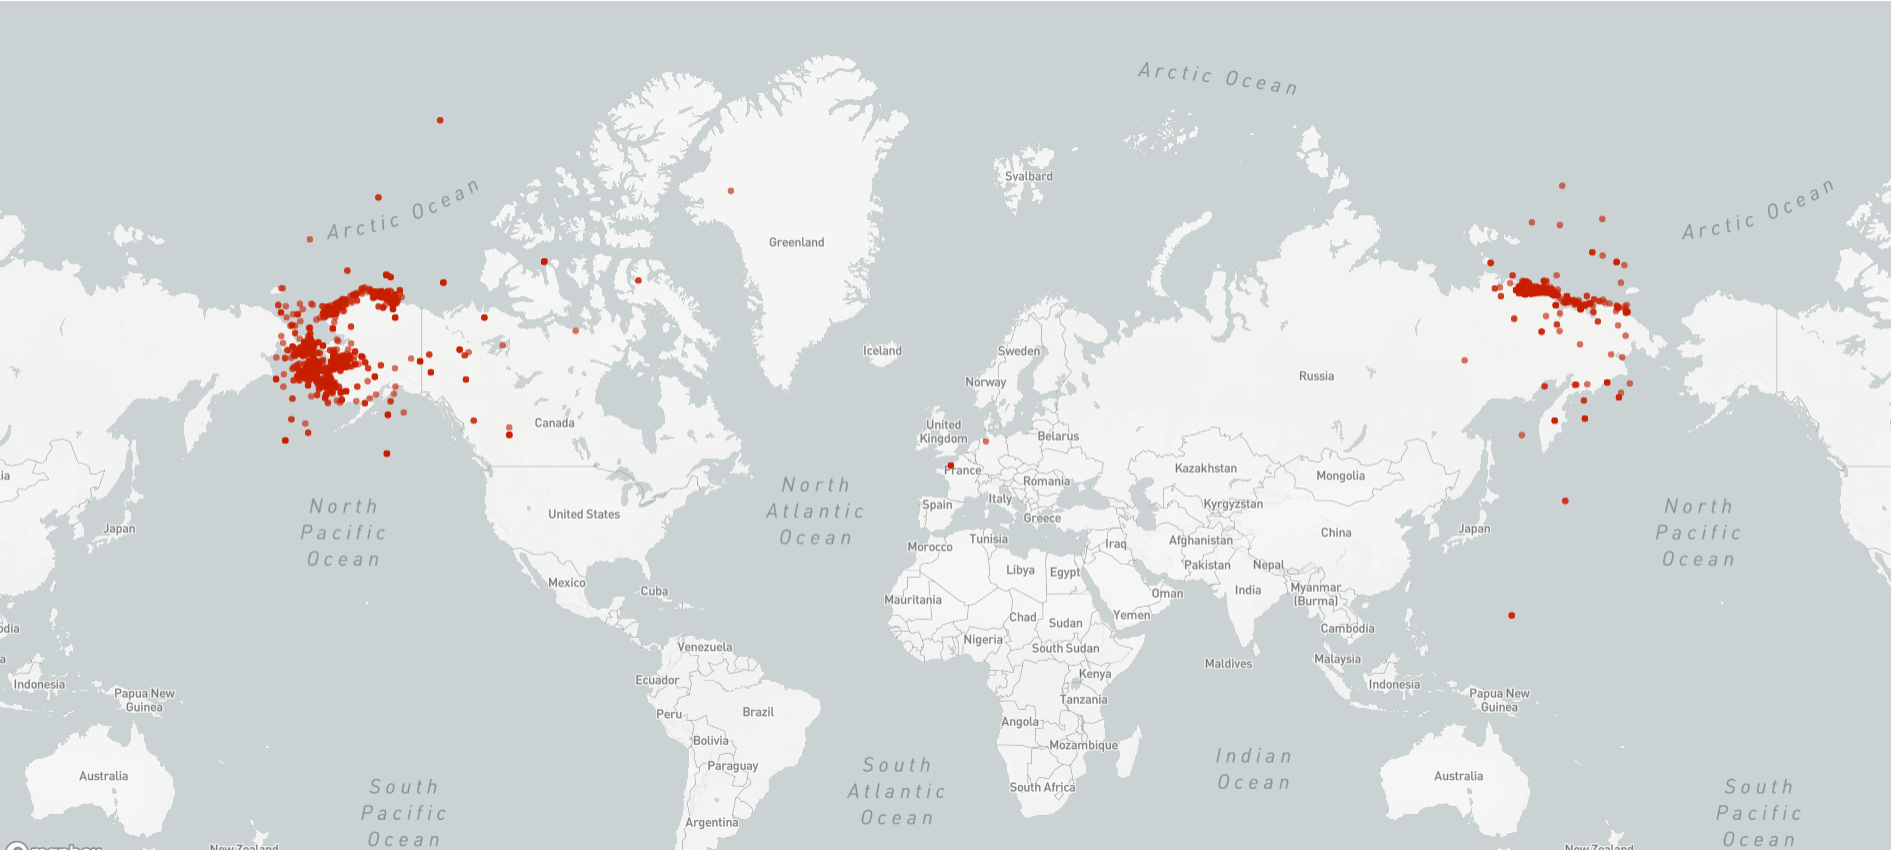 Arctic Ocean
Svalbard
Arctic Ocean
Arctic Ocean
Greenland
Iceland
Sweden
Norway
Russia
Canada
United
Kingdom
Belarus
France
Kazakhstan
Mongolia
Romania
Italy
Spain
Kyrgyzstan
Greece
North
Pacific
Ocean
United States
North
Atlantic
Ocean
Japan
Morocco
Tunisia
Iraq
Afghanistan
China
Japan
North
Pacific
Ocean
Pakistan
Nepal
Libya
Egypt
Mexico
Cuba
Mauritania
Oman
India
Myanmar
(Burma)
Chad
Sudan
Yemen
Cambodia
Nigeria
South Sudan
Venezuela
Maldives
Malaysia
Kenya
Ecuador
Indonesia
Papua New
Guinea
Tanzania
Indonesia
Papua New
Guinea
Peru
Brazil
Angola
Bolivia
Mozambique
Paraguay
Indian
Ocean
Australia
South
Pacific
Ocean
South
Atlantic
Ocean
South Africa
Australia
South
Pacific
Ocean
Argentina
New Zealand
New Zealand
mapbox